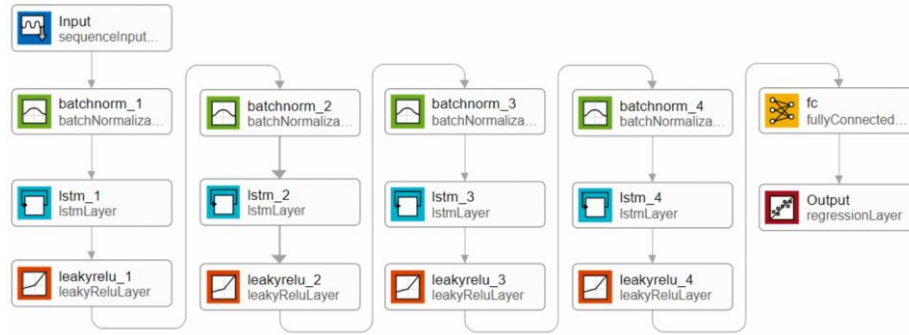 Input
sequenceInput...
batchnorm_1
batchNormaliza...
lstm_1
lstmLayer
leakyrelu_1
leakyReluLayer
batchnorm_2
batchNormaliza...
lstm_2
lstmLayer
leakyrelu_2
leakyReluLayer
batchnorm_3
batchNormaliza...
lstm_3
lstmLayer
leakyrelu_3
leakyReluLayer
batchnorm_4
batchNormaliza...
lstm_4
lstmLayer
leakyrelu_4
leakyReluLayer
fc
fullyConnected...
Output
regressionLayer